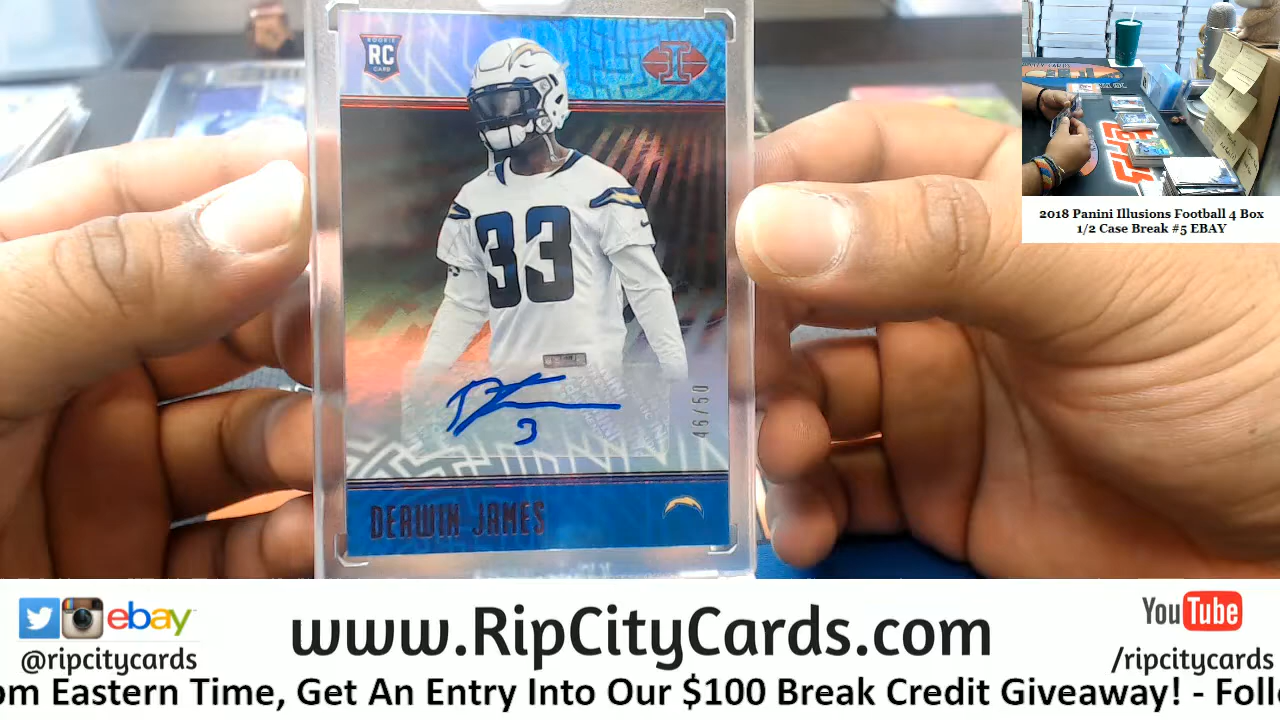 ROOKIE
RC
CARD
I
33
3
46/50
DERWIN JAMES
2018 Panini Illusions Football 4 Box
1/2 Case Break #5 EBAY
ebay
@ripcitycards
www.RipCityCards.com
YouTube
/ripcitycards
om Eastern Time, Get An Entry Into Our $100 Break Credit Giveaway! - Follo